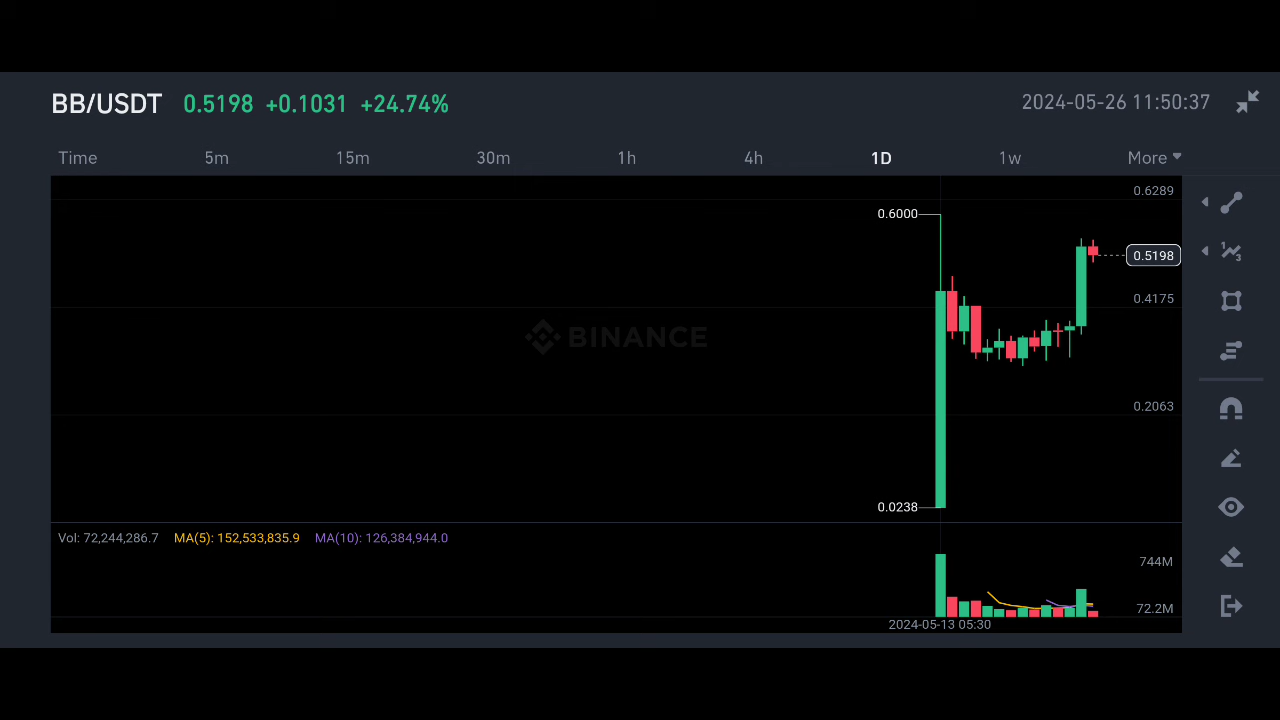 BB/USDT 0.5198 +0.1031 +24.74% 2024-05-26 11:50:37
Time 5m 15m 30m 1h 4h 1D 1w More
0.6289
0.6000
0.5198
0.4175
BINANCE
0.2063
0.0238
Vol: 72,244,286.7 MA(5): 152,533,835.9 MA(10): 126,384,944.0
744M
72.2M
2024-05-13 05:30